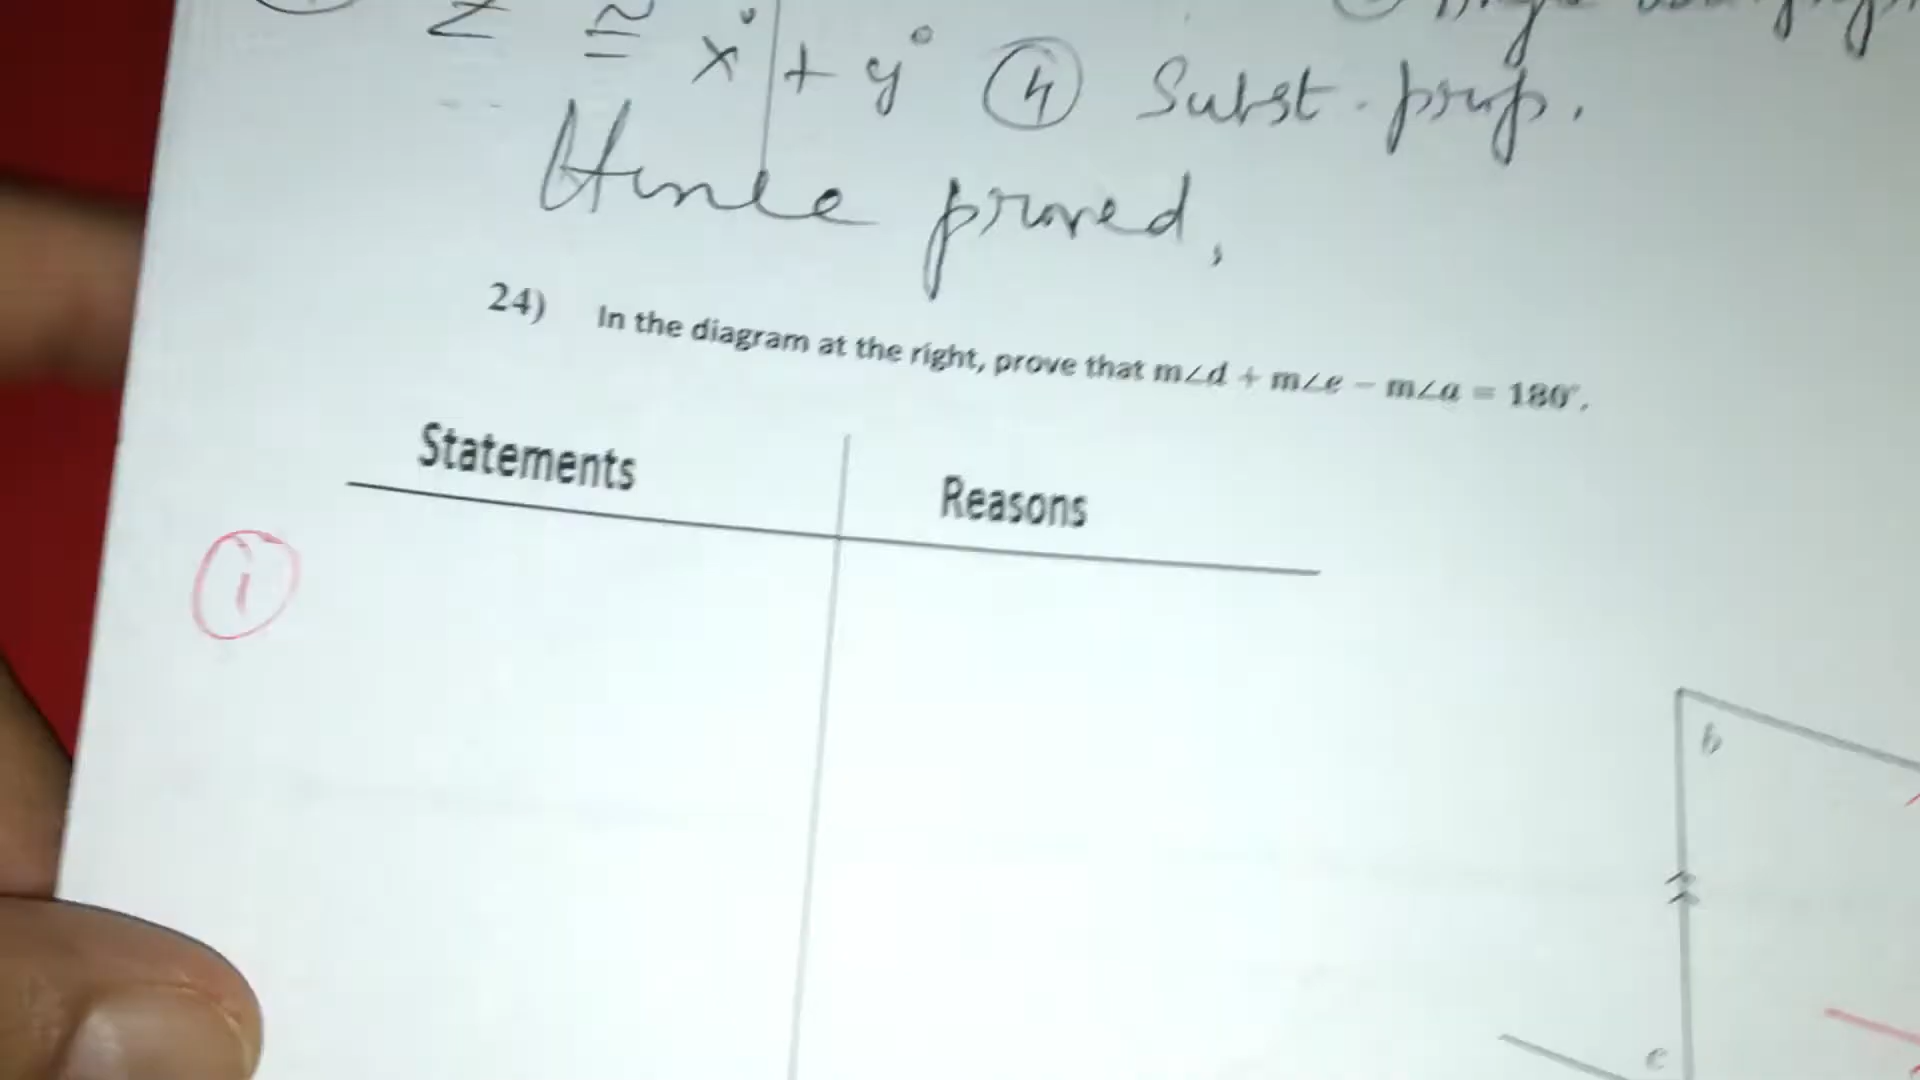 z ≅ x° + y° ④ Subst. prop.
Hence proved,
24) In the diagram at the right, prove that m∠d + m∠e − m∠a = 180°.
Statements Reasons
①
b
c